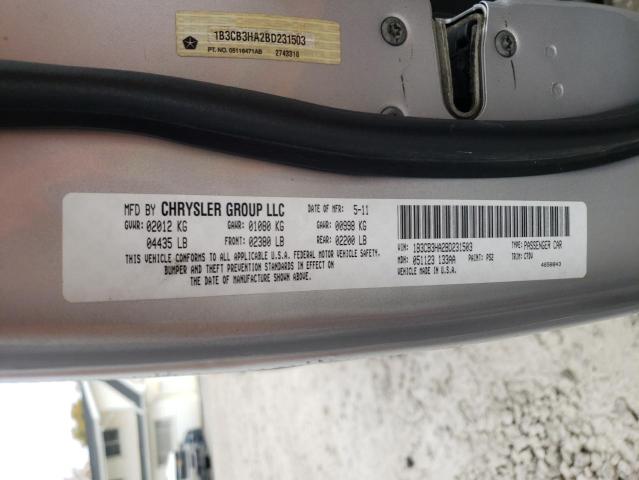 1B3CB3HA2BD231503
PT. NO. 05116471AB 2743316
MFD BY CHRYSLER GROUP LLC DATE OF MFR: 5-11
GVWR: 02012 KG GAWR: 01080 KG GAWR: 00998 KG
04435 LB FRONT: 02380 LB REAR: 02200 LB
THIS VEHICLE CONFORMS TO ALL APPLICABLE U.S.A. FEDERAL MOTOR VEHICLE SAFETY,
BUMPER AND THEFT PREVENTION STANDARDS IN EFFECT ON
THE DATE OF MANUFACTURE SHOWN ABOVE.
VIN: 1B3CB3HA2BD231503 TYPE: PASSENGER CAR
MDH: 051123 133AA PAINT: PS2 TRIM: C7DV
MADE IN U.S.A. 4658043